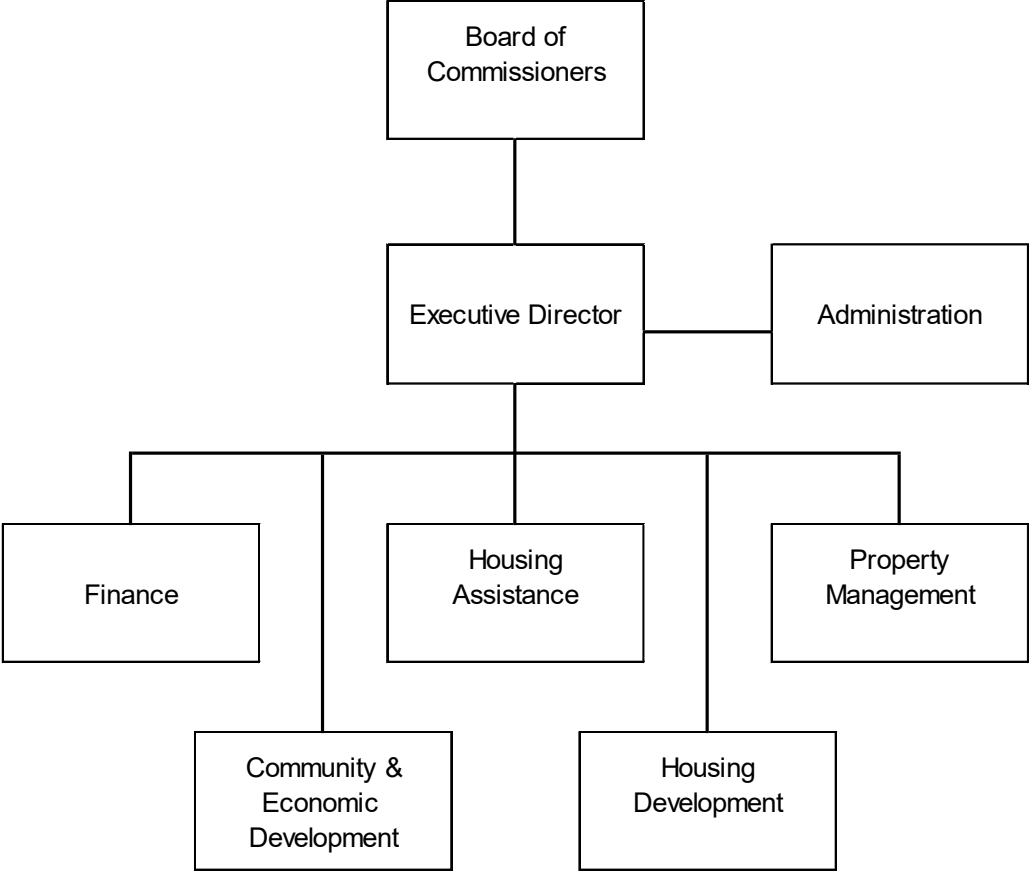 Board of
Commissioners
Executive Director
Administration
Finance
Housing
Assistance
Property
Management
Community &
Economic
Development
Housing
Development